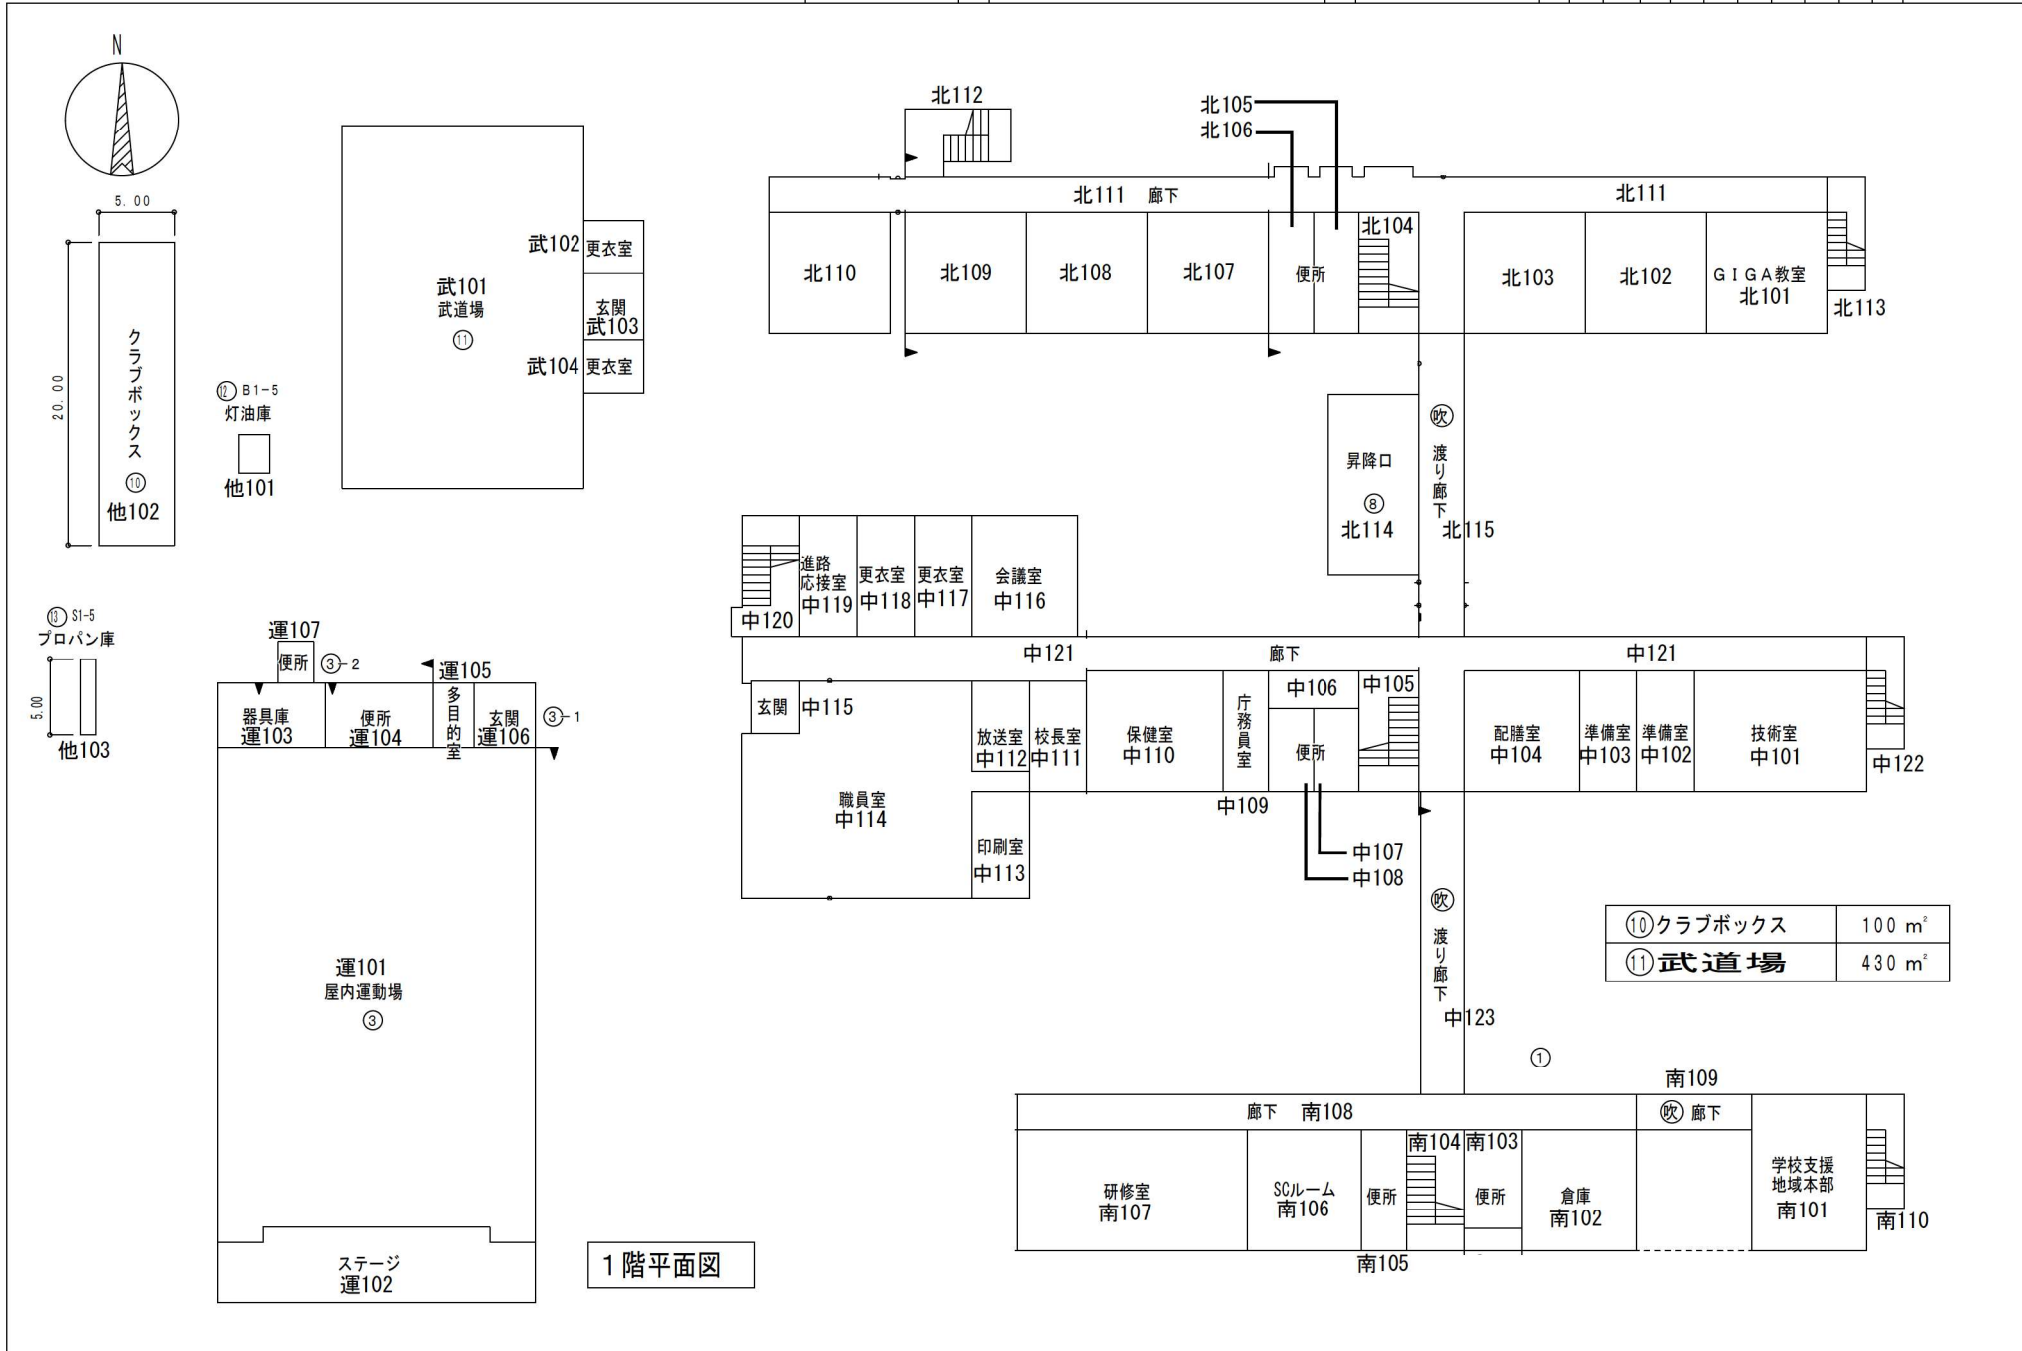 N
5.00
20.00
クラブボックス
⑩
他102
⑫ B1-5
灯油庫
他101
⑬ S1-5
プロパン庫
5.00
他103
武101
武道場
⑪
武102 更衣室
玄関
武103
武104 更衣室
運107
便所 ③-2
運105
器具庫
運103
便所
運104
多目的室
玄関
運106
③-1
運101
屋内運動場
③
ステージ
運102
1階平面図
北112
北105
北106
北111 廊下
北111
北110
北109
北108
北107
便所
北104
北103
北102
GIGA教室
北101
北113
昇降口
⑧
北114
吹
渡り廊下
北115
中120
進路
応接室
中119
更衣室
中118
更衣室
中117
会議室
中116
中121
廊下
中121
玄関
中115
放送室
中112
校長室
中111
保健室
中110
庁務員室
中109
中106
便所
中105
中107
中108
配膳室
中104
準備室
中103
準備室
中102
技術室
中101
中122
職員室
中114
印刷室
中113
吹
渡り廊下
中123
⑩クラブボックス 100 m²
⑪武道場 430 m²
①
南109
廊下 南108
吹 廊下
研修室
南107
SCルーム
南106
便所
南105
南104
南103
便所
倉庫
南102
学校支援
地域本部
南101
南110